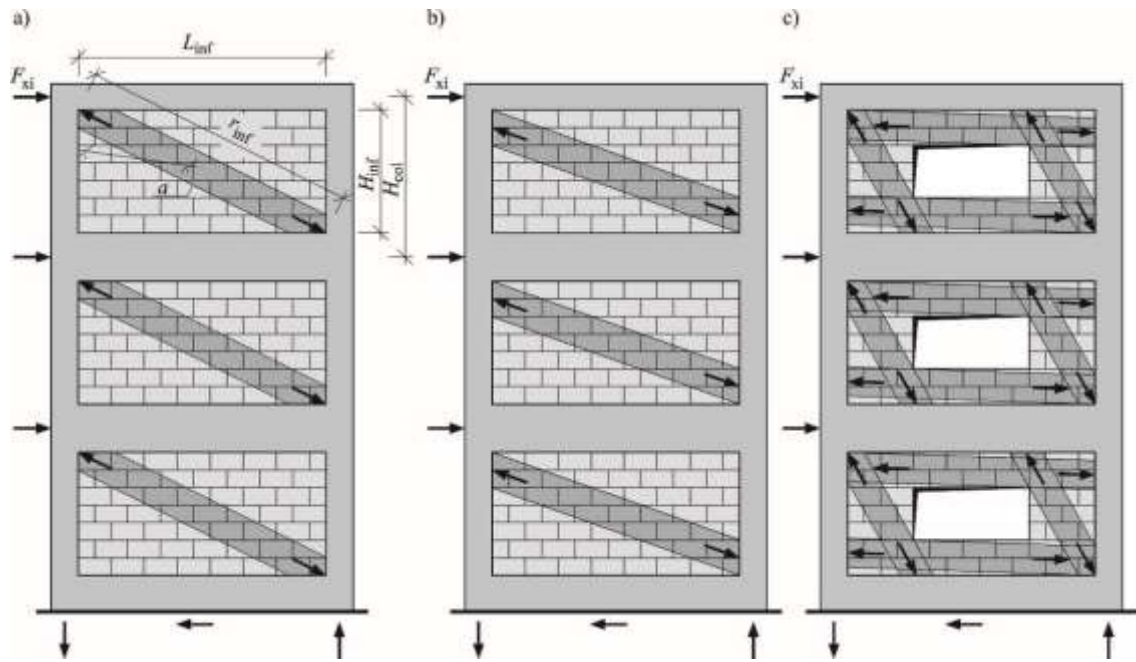 a)
b)
c)
L_inf
F_xi
F_xi
F_xi
r_inf
H_inf
H_col
a